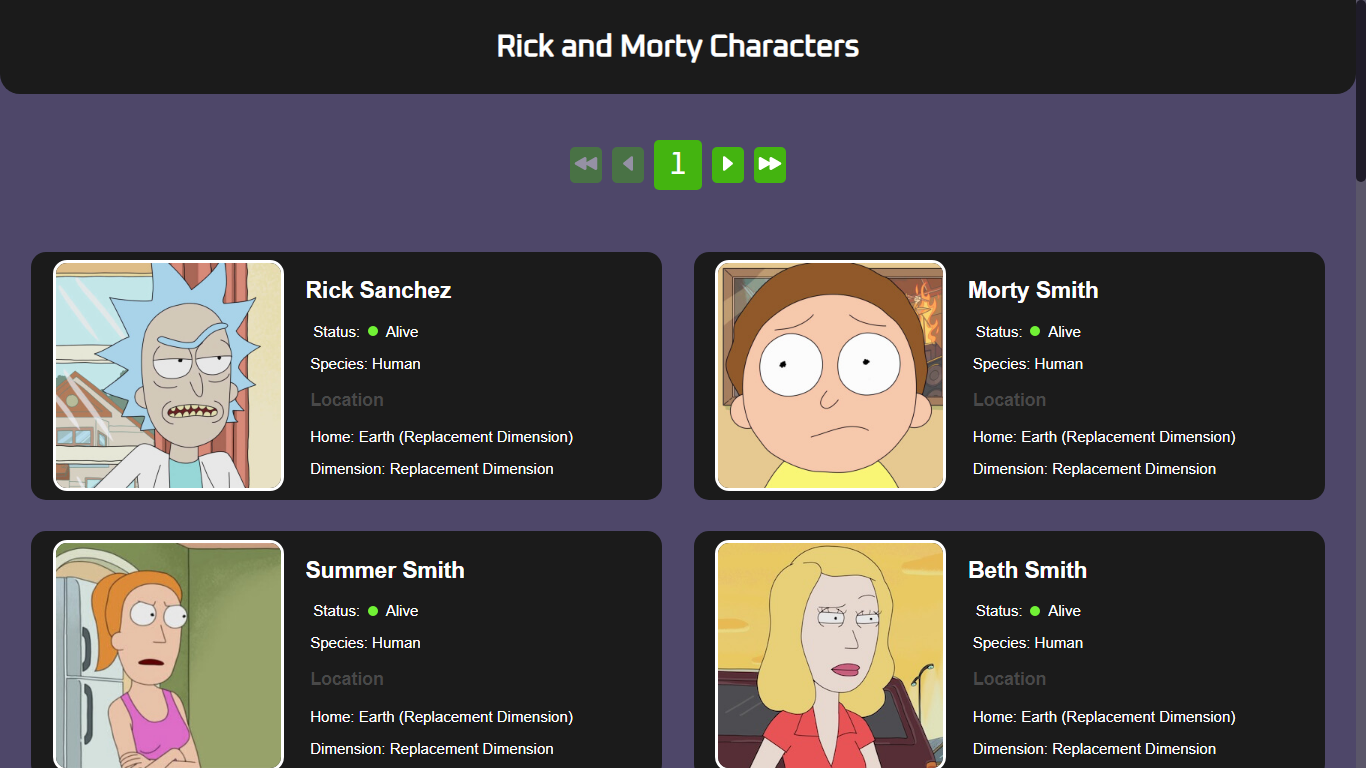 Rick and Morty Characters
1
Rick Sanchez
Status: Alive
Species: Human
Location
Home: Earth (Replacement Dimension)
Dimension: Replacement Dimension
Morty Smith
Status: Alive
Species: Human
Location
Home: Earth (Replacement Dimension)
Dimension: Replacement Dimension
Summer Smith
Status: Alive
Species: Human
Location
Home: Earth (Replacement Dimension)
Dimension: Replacement Dimension
Beth Smith
Status: Alive
Species: Human
Location
Home: Earth (Replacement Dimension)
Dimension: Replacement Dimension